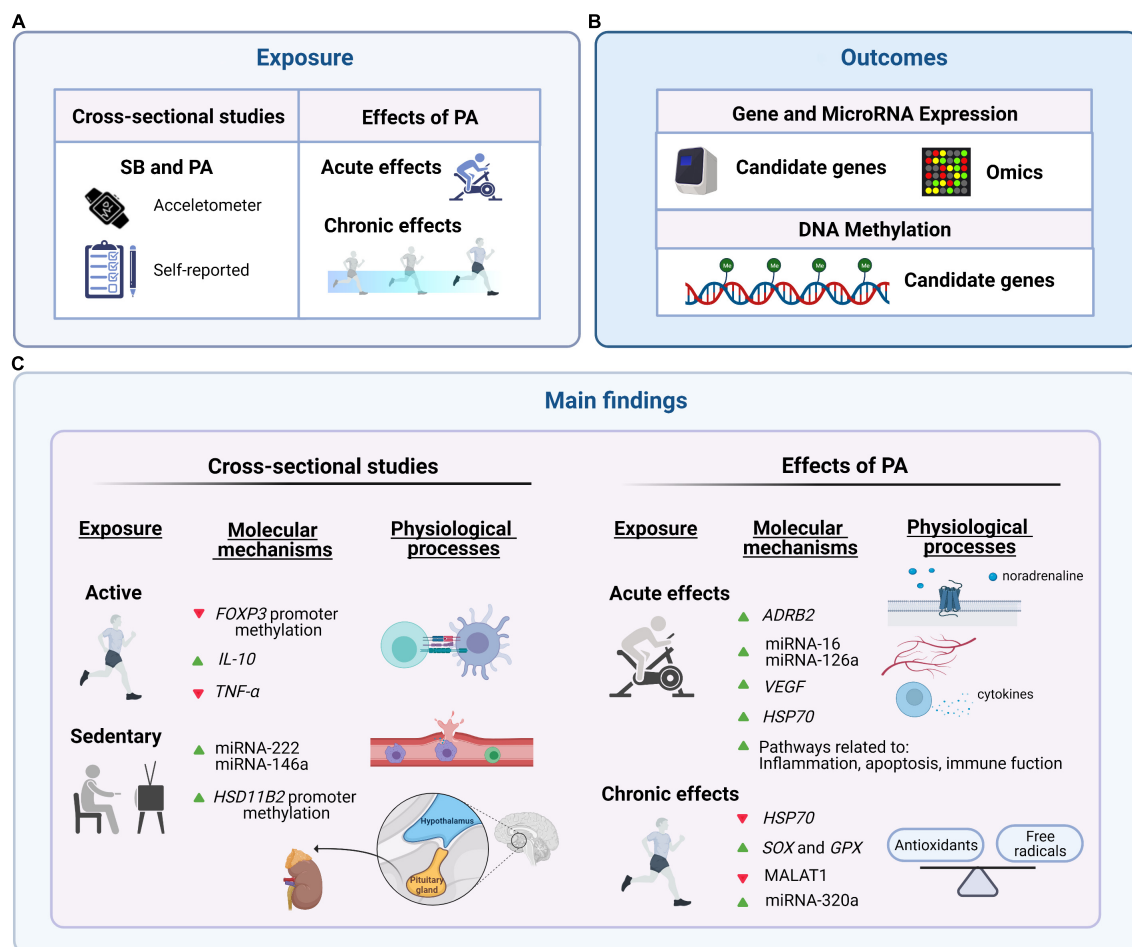 A
Exposure
Cross-sectional studies
Effects of PA
SB and PA
Acceletometer
Self-reported
Acute effects
Chronic effects
B
Outcomes
Gene and MicroRNA Expression
Candidate genes
Omics
DNA Methylation
Me Me Me Me
Candidate genes
C
Main findings
Cross-sectional studies
Exposure
Molecular
mechanisms
Physiological
processes
Active
FOXP3 promoter
methylation
IL-10
TNF-α
Sedentary
miRNA-222
miRNA-146a
HSD11B2 promoter
methylation
Hypothalamus
Pituitary
gland
Effects of PA
Exposure
Molecular
mechanisms
Physiological
processes
Acute effects
ADRB2
miRNA-16
miRNA-126a
VEGF
HSP70
Pathways related to:
Inflammation, apoptosis, immune fuction
noradrenaline
cytokines
Chronic effects
HSP70
SOX and GPX
MALAT1
miRNA-320a
Antioxidants
Free
radicals